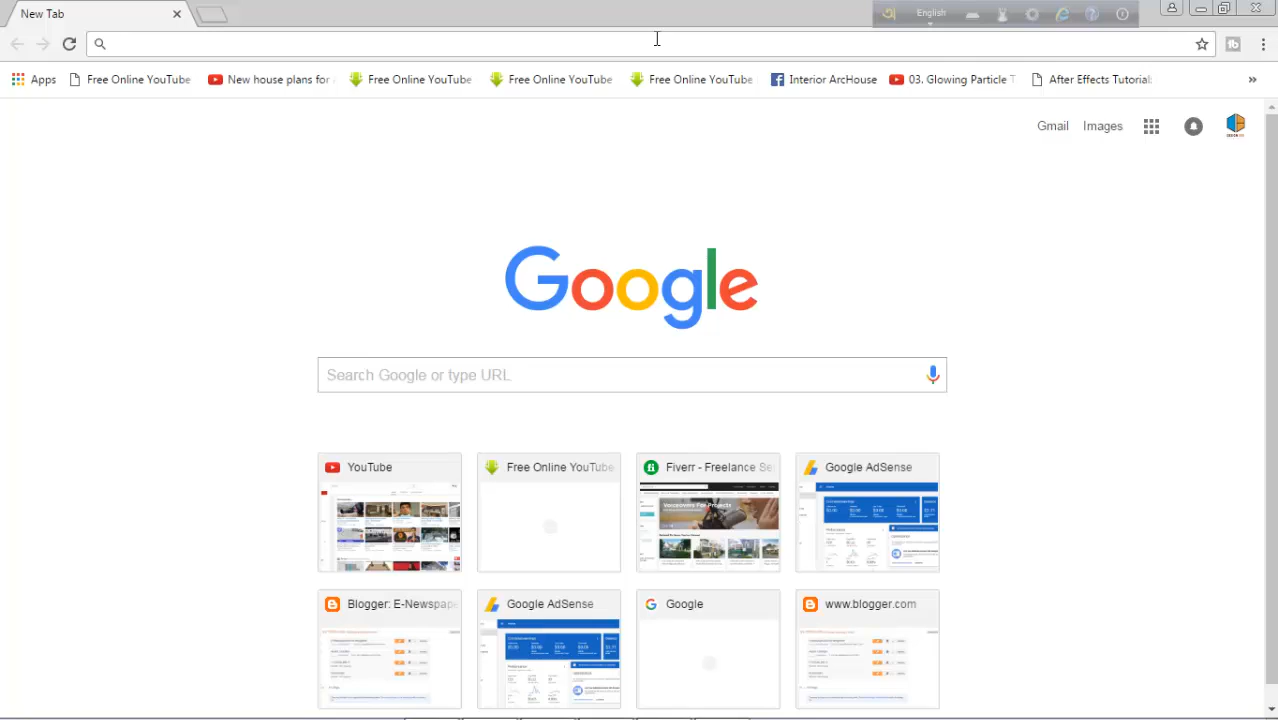 New Tab
অ
English
Apps
Free Online YouTube
New house plans for
Free Online YouTube
Free Online YouTube
Free Online YouTube
Interior ArcHouse
03. Glowing Particle T
After Effects Tutorial
»
Gmail
Images
Google
Search Google or type URL
YouTube
Free Online YouTube
Fiverr - Freelance Se
Google AdSense
Blogger: E-Newspape
Google AdSense
Google
www.blogger.com